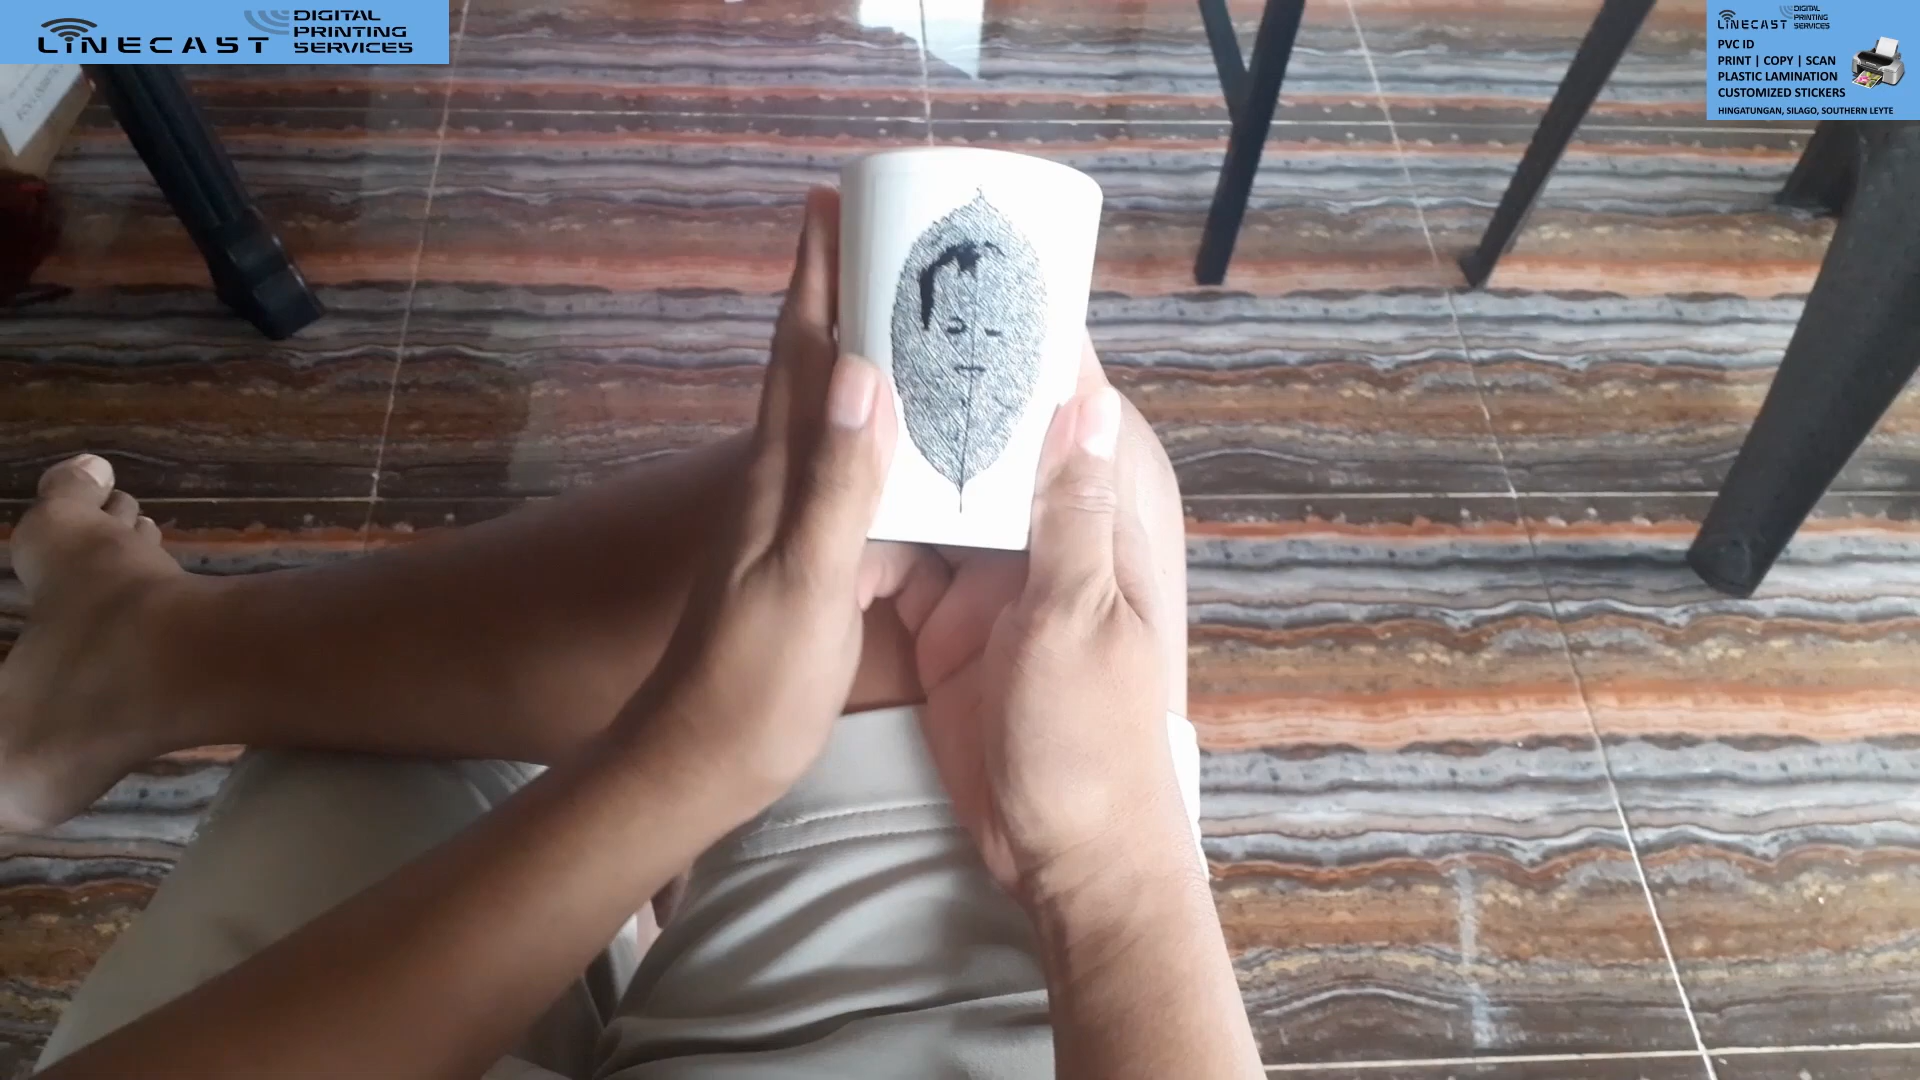 LINECAST DIGITAL
PRINTING
SERVICES
LINECAST DIGITAL
PRINTING
SERVICES
PVC ID
PRINT | COPY | SCAN
PLASTIC LAMINATION
CUSTOMIZED STICKERS
HINGATUNGAN, SILAGO, SOUTHERN LEYTE